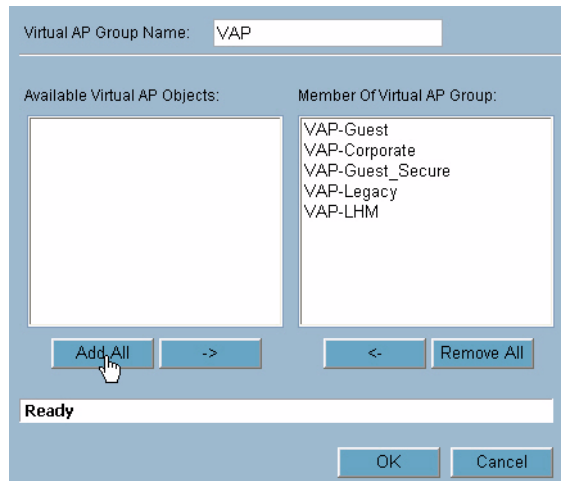 Virtual AP Group Name: VAP
Available Virtual AP Objects:
Member Of Virtual AP Group:
VAP-Guest
VAP-Corporate
VAP-Guest_Secure
VAP-Legacy
VAP-LHM
Add All
->
<-
Remove All
Ready
OK
Cancel